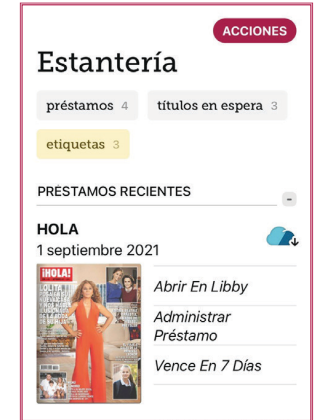 ACCIONES
Estantería
préstamos 4 títulos en espera 3
etiquetas 3
PRÉSTAMOS RECIENTES
-
HOLA
1 septiembre 2021
¡HOLA!
LOLITA
Abrir En Libby
Administrar
Préstamo
Vence En 7 Días